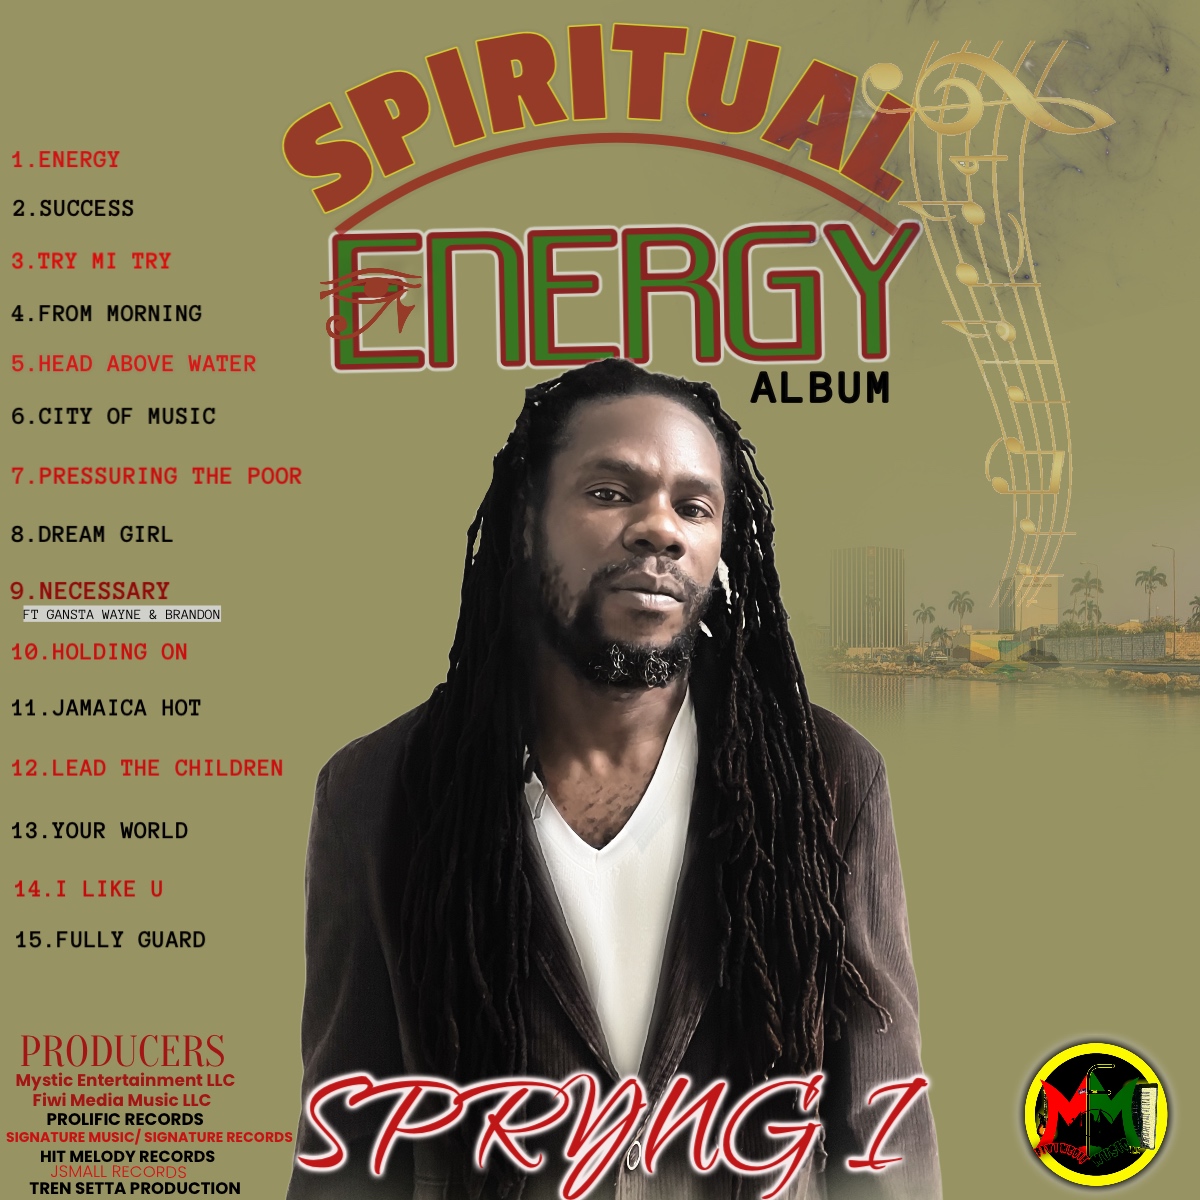 SPIRITUAL
ENERGY
ALBUM
1.ENERGY
2.SUCCESS
3.TRY MI TRY
4.FROM MORNING
5.HEAD ABOVE WATER
6.CITY OF MUSIC
7.PRESSURING THE POOR
8.DREAM GIRL
9.NECESSARY
FT GANSTA WAYNE & BRANDON
10.HOLDING ON
11.JAMAICA HOT
12.LEAD THE CHILDREN
13.YOUR WORLD
14.I LIKE U
15.FULLY GUARD
PRODUCERS
Mystic Entertainment LLC
Fiwi Media Music LLC
PROLIFIC RECORDS
SIGNATURE MUSIC/ SIGNATURE RECORDS
HIT MELODY RECORDS
JSMALL RECORDS
TREN SETTA PRODUCTION
SPRYNG I
MM